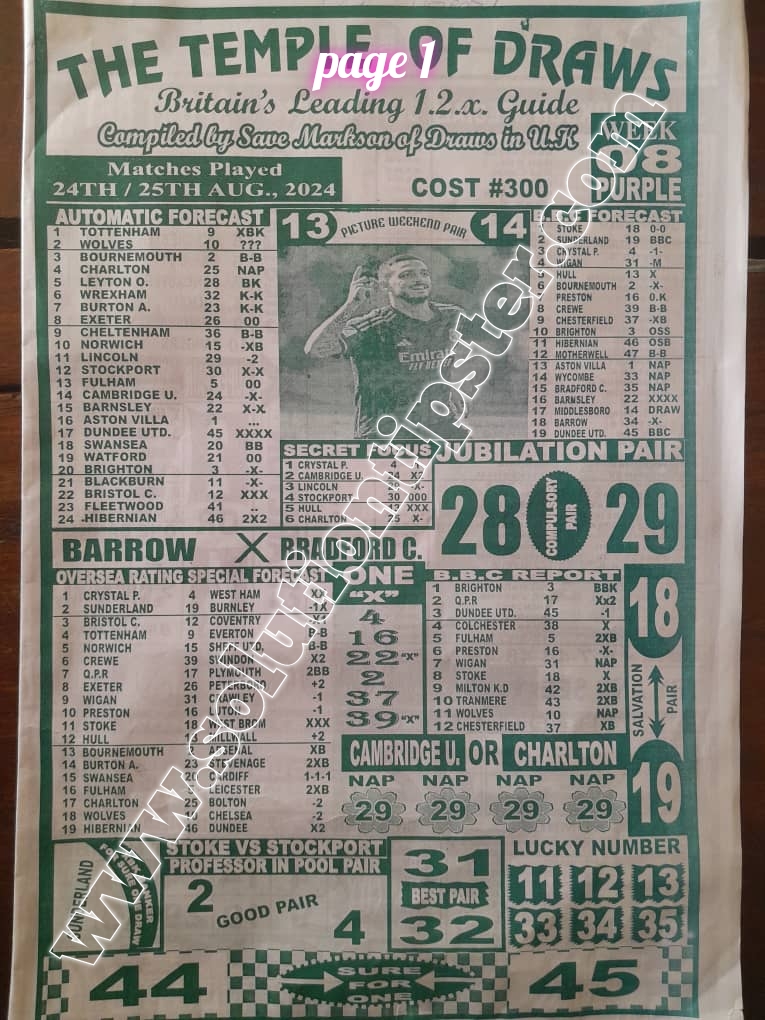 THE TEMPLE OF DRAWS
page 1
Britain's Leading 1.2.x. Guide
Compiled by Save Markson of Draws in U.K
WEEK
08
PURPLE
Matches Played
24TH / 25TH AUG., 2024
COST #300
AUTOMATIC FORECAST
1 TOTTENHAM 9 XBK
2 WOLVES 10 ???
3 BOURNEMOUTH 2 B-B
4 CHARLTON 25 NAP
5 LEYTON O. 28 BK
6 WREXHAM 32 K-K
7 BURTON A. 23 K-K
8 EXETER 26 00
9 CHELTENHAM 36 B-B
10 NORWICH 15 -XB
11 LINCOLN 29 -2
12 STOCKPORT 30 X-X
13 FULHAM 5 00
14 CAMBRIDGE U. 24 -X-
15 BARNSLEY 22 X-X
16 ASTON VILLA 1 ...
17 DUNDEE UTD. 45 XXXX
18 SWANSEA 20 BB
19 WATFORD 21 00
20 BRIGHTON 3 -X-
21 BLACKBURN 11 -X-
22 BRISTOL C. 12 XXX
23 FLEETWOOD 41 ..
24 HIBERNIAN 46 2X2
13 PICTURE WEEKEND PAIR 14
Emirates
FLY BETTER
FORECAST
STOKE 18 0-0
2 SUNDERLAND 19 BBC
3 CRYSTAL P. 4 -1-
4 WIGAN 31 -M
HULL 13 X
6 BOURNEMOUTH 2 -X-
PRESTON 16 0.K
8 CREWE 39 B-B
9 CHESTERFIELD 37 -XB
10 BRIGHTON 3 OSS
11 HIBERNIAN 46 OSB
12 MOTHERWELL 47 B-B
13 ASTON VILLA 1 NAP
14 WYCOMBE 33 NAP
15 BRADFORD C. 35 NAP
16 BARNSLEY 22 XXXX
17 MIDDLESBORO 14 DRAW
18 BARROW 34 -X-
19 DUNDEE UTD. 45 BBC
SECRET
1 CRYSTAL P. 4
2 CAMBRIDGE U. 24 X2
3 LINCOLN -X-
4 STOCKPORT 30 000
5 HULL 13 XXX
6 CHARLTON 25 X-
JUBILATION PAIR
28 COMPULSORY PAIR 29
BARROW X BRADFORD C.
OVERSEA RATING SPECIAL FORECAST
1 CRYSTAL P. 4 WEST HAM XX
2 SUNDERLAND 19 BURNLEY -1X
3 BRISTOL C. 12 COVENTRY
4 TOTTENHAM 9 EVERTON B-B
5 NORWICH 15 SHEFF UTD. B-B
6 CREWE 39 SWINDON X2
7 Q.P.R 17 PLYMOUTH 2BB
8 EXETER 26 PETERBORO +2
9 WIGAN 31 CRAWLEY -1
10 PRESTON 16 LUTON -1
11 STOKE 18 WEST BROM XXX
12 HULL MILLWALL +2
13 BOURNEMOUTH ARSENAL XB
14 BURTON A. 23 STEVENAGE 2XB
15 SWANSEA 20 CARDIFF 1-1-1
16 FULHAM LEICESTER 2XB
17 CHARLTON 25 BOLTON -2
18 WOLVES CHELSEA -2
19 HIBERNIAN 46 DUNDEE X2
ONE
"X"
4
16
22 "X"
2
37
39 "X"
B.B.C REPORT
1 BRIGHTON 3 BBK
2 Q.P.R 17 Xx2
3 DUNDEE UTD. 45 -1
4 COLCHESTER 38 X
5 FULHAM 5 2XB
6 PRESTON 16 -X-
7 WIGAN 31 NAP
8 STOKE 18 X
9 MILTON K.D 42 2XB
10 TRANMERE 43 2XB
11 WOLVES 10 NAP
12 CHESTERFIELD 37 XB
18
SALVATION PAIR
19
CAMBRIDGE U. OR CHARLTON
NAP NAP NAP NAP
29 29 29 29
STOKE VS STOCKPORT
PROFESSOR IN POOL PAIR
2 GOOD PAIR 4
31
BEST PAIR
32
LUCKY NUMBER
11 12 13
33 34 35
44 SURE FOR ONE 45
www.solutiontipster.com